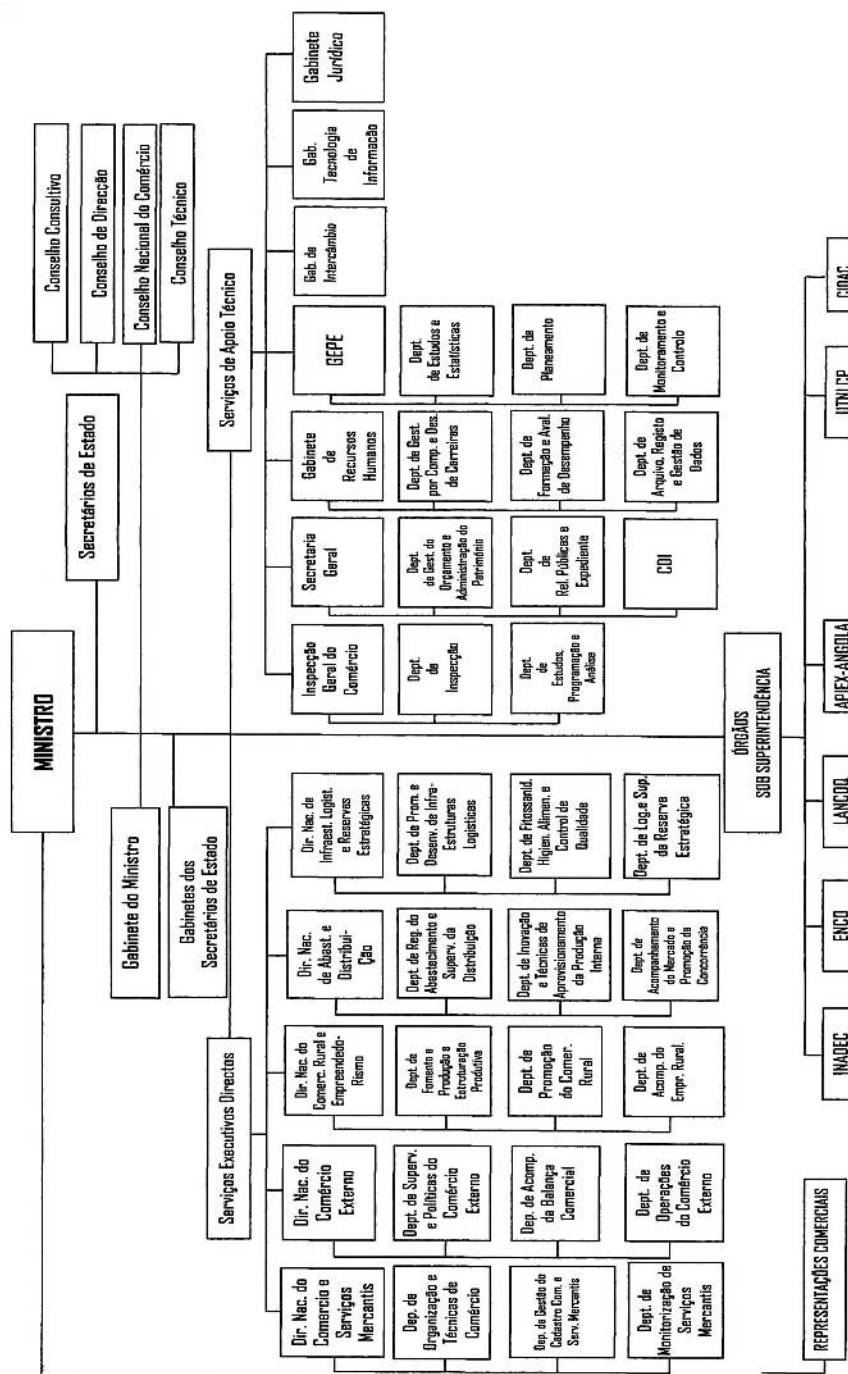 MINISTRO
Secretários de Estado
Conselho Consultivo
Conselho de Direcção
Conselho Nacional do Comércio
Conselho Técnico
Gabinete do Ministro
Gabinetes dos
Secretários de Estado
Serviços Executivos Directos
Serviços de Apoio Técnico
Dir. Nac. do
Comercio e
Serviços
Mercantis
Dep. de
Organização e
Técnicas de
Comércio
Dep. de Gestão do
Cadastro Com. e
Serv. Mercantis
Dept. de
Monitorização de
Serviços
Mercantis
Dir. Nac. do
Comércio
Externo
Dept. de Superv.
e Políticas do
Comércio
Externo
Dep. de Acomp.
da Balança
Comercial
Dept. de
Operações
do Comércio
Externo
Dir. Nac. do
Comerc. Rural e
Empreendedo-
Rismo
Dept. de
Fomento e
Produção e
Estruturação
Produtiva
Dept. de
Promoção
do Comer.
Rural
Dept. de
Acomp. do
Empr. Rural.
Dir. Nac.
de Abast. e
Distribui-
Ção
Dept. de Reg. do
Abastecimento e
Superv. da
Distribuição
Dept. de Inovação
e Técnicas de
Aprovisionamento
da Produção
Interna
Dept. de
Acompanhamento
do Mercado e
Promoção da
Concorrência
Dir. Nac. de
Infraest. Logist.
e Reservas
Estratégicas
Dept. de Prom. e
Desenv. de Infra-
Estruturas
Logísticas
Dept. de Fitossanid.
Higien. Alimen. e
Control de
Qualidade
Dept. de Log. e Sup.
da Reserva
Estratégica
Inspecção
Geral do
Comércio
Dept.
de
Inspecção
Dept.
de
Estudos,
Programação e
Análise
Secretaria
Geral
Dept.
de Gest. do
Orçamento e
Administração do
Património
Dept.
de
Rel. Públicas e
Expediente
CDI
Gabinete
de
Recursos
Humanos
Dept. de Gest.
por Comp. e Des.
de Carreiras
Dept. de
Formação e Aval.
de Desempenho
Dept. de
Arquivo, Registo
e Gestão de
Dados
GEPE
Dept.
de Estudos e
Estatísticas
Dept. de
Planeamento
Dept. de
Monitoramento e
Controlo
Gab. de
Intercâmbio
Gab.
Tecnologia
de
Informacão
Gabinete
Jurídico
ÓRGÃOS
SOB SUPERINTENDÊNCIA
REPRESENTAÇÕES COMERCIAIS
INADEC
ENCO
LANCOQ
APIEX-ANGOLA
UTNLCP
CIDAC